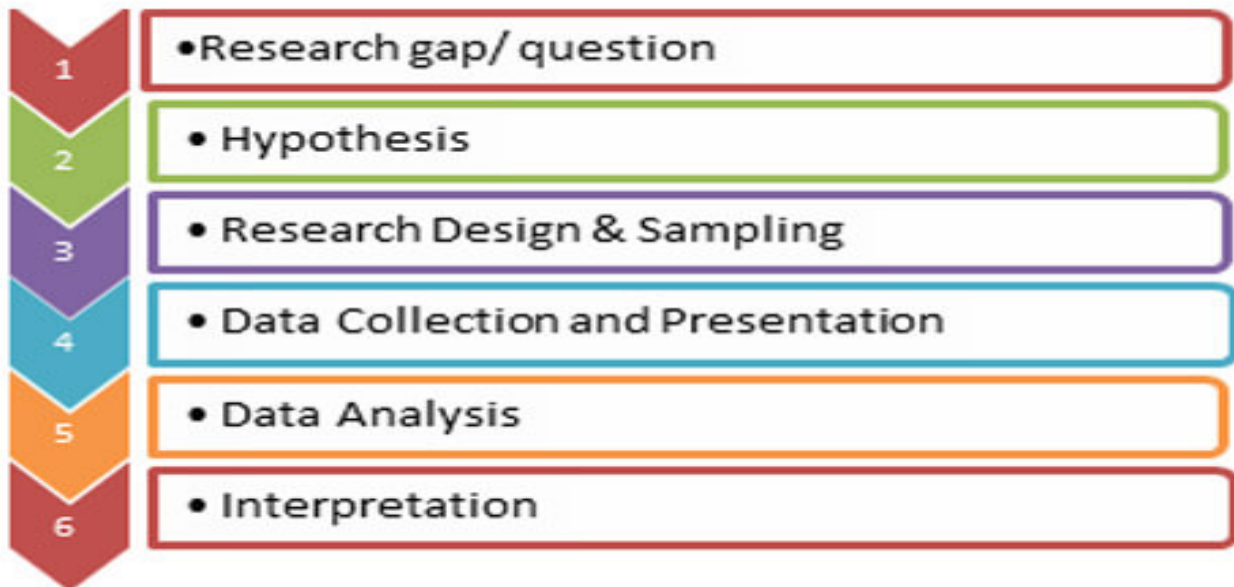 1 •Research gap/ question
2 • Hypothesis
3 • Research Design & Sampling
4 • Data Collection and Presentation
5 • Data Analysis
6 • Interpretation